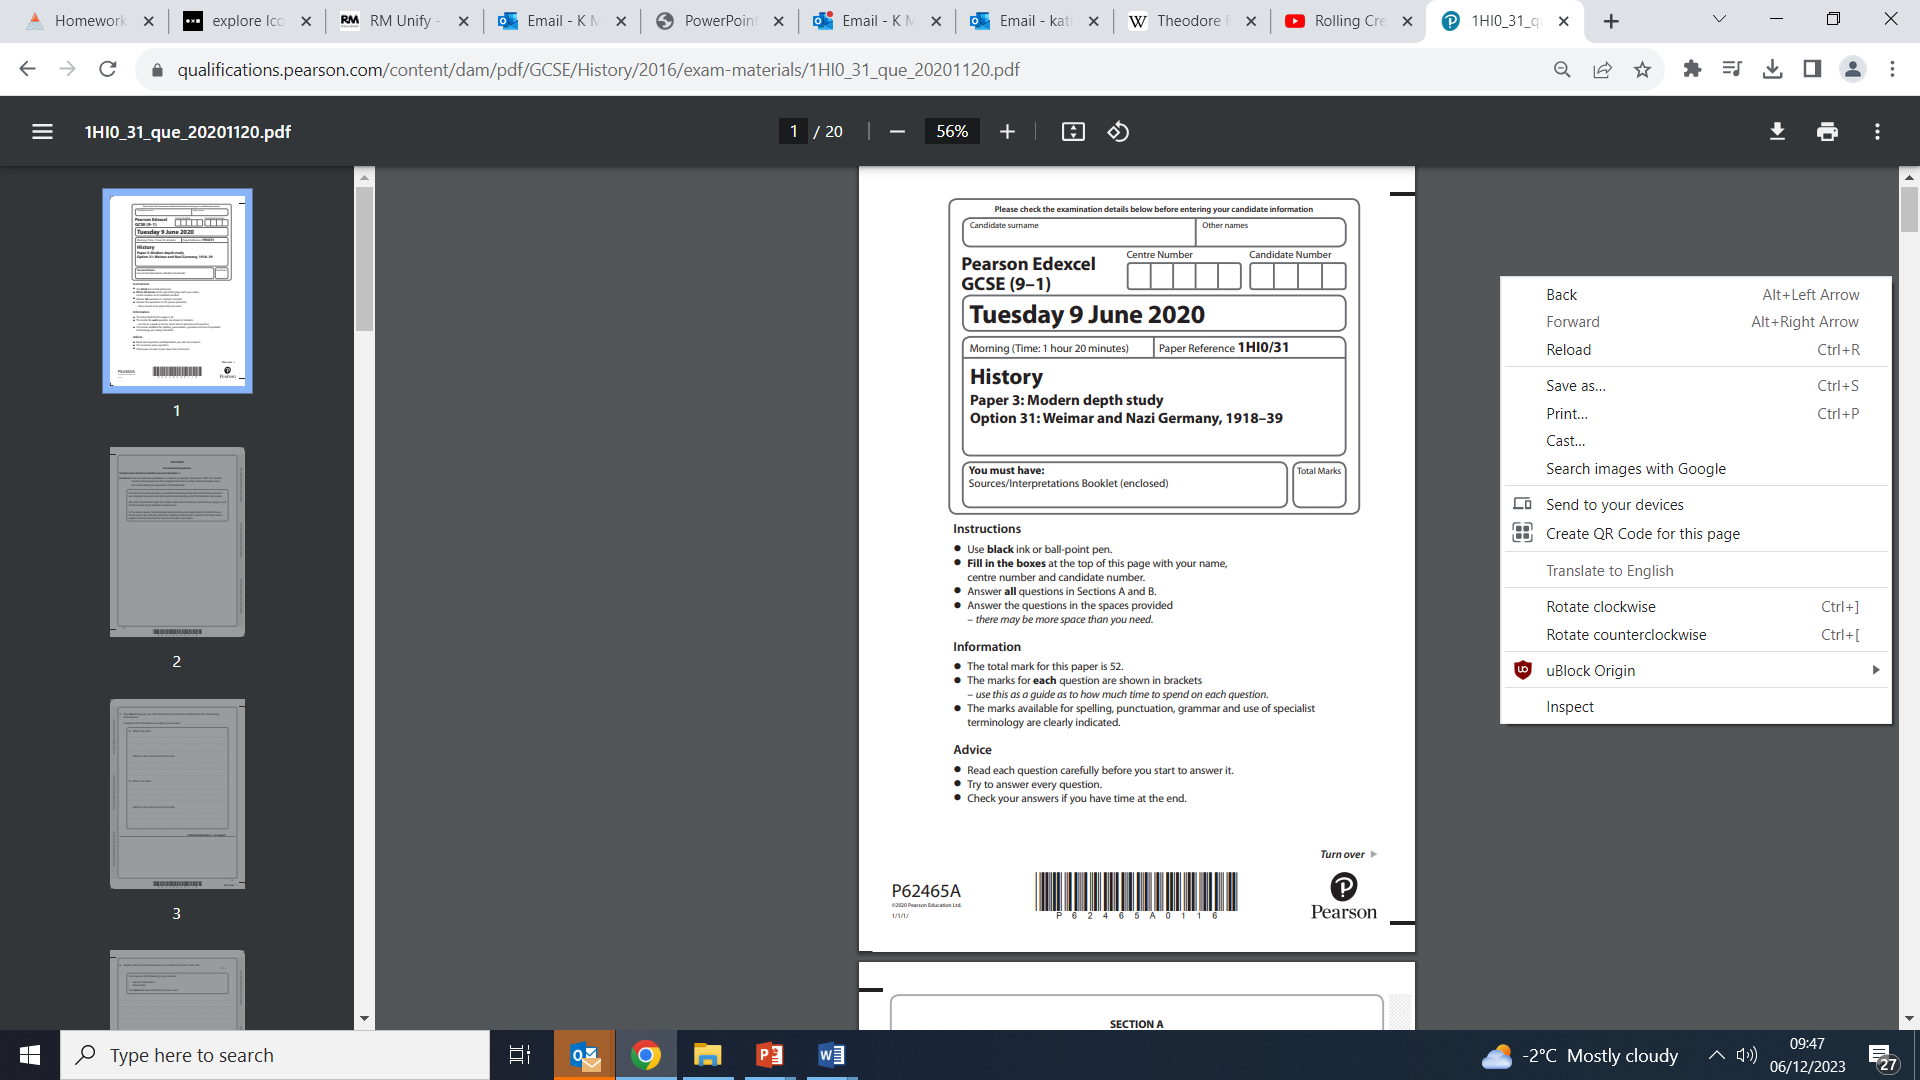 Homework
explore Ico
RM Unify -
Email - K M
PowerPoint
Email - K M
Email - kati
Theodore F
Rolling Cre
1HI0_31_qu
qualifications.pearson.com/content/dam/pdf/GCSE/History/2016/exam-materials/1HI0_31_que_20201120.pdf
1HI0_31_que_20201120.pdf
1 / 20
56%
1
2
3
Please check the examination details below before entering your candidate information
Candidate surname
Other names
Pearson Edexcel
GCSE (9–1)
Centre Number
Candidate Number
Tuesday 9 June 2020
Morning (Time: 1 hour 20 minutes)
Paper Reference 1HI0/31
History
Paper 3: Modern depth study
Option 31: Weimar and Nazi Germany, 1918–39
You must have:
Sources/Interpretations Booklet (enclosed)
Total Marks
Instructions
• Use black ink or ball-point pen.
• Fill in the boxes at the top of this page with your name,
centre number and candidate number.
• Answer all questions in Sections A and B.
• Answer the questions in the spaces provided
– there may be more space than you need.
Information
• The total mark for this paper is 52.
• The marks for each question are shown in brackets
– use this as a guide as to how much time to spend on each question.
• The marks available for spelling, punctuation, grammar and use of specialist
terminology are clearly indicated.
Advice
• Read each question carefully before you start to answer it.
• Try to answer every question.
• Check your answers if you have time at the end.
Turn over
P62465A
©2020 Pearson Education Ltd.
1/1/1/
P62465A0116
Pearson
SECTION A
Back Alt+Left Arrow
Forward Alt+Right Arrow
Reload Ctrl+R
Save as... Ctrl+S
Print... Ctrl+P
Cast...
Search images with Google
Send to your devices
Create QR Code for this page
Translate to English
Rotate clockwise Ctrl+]
Rotate counterclockwise Ctrl+[
uBlock Origin
Inspect
Type here to search
-2°C Mostly cloudy
09:47
06/12/2023
27